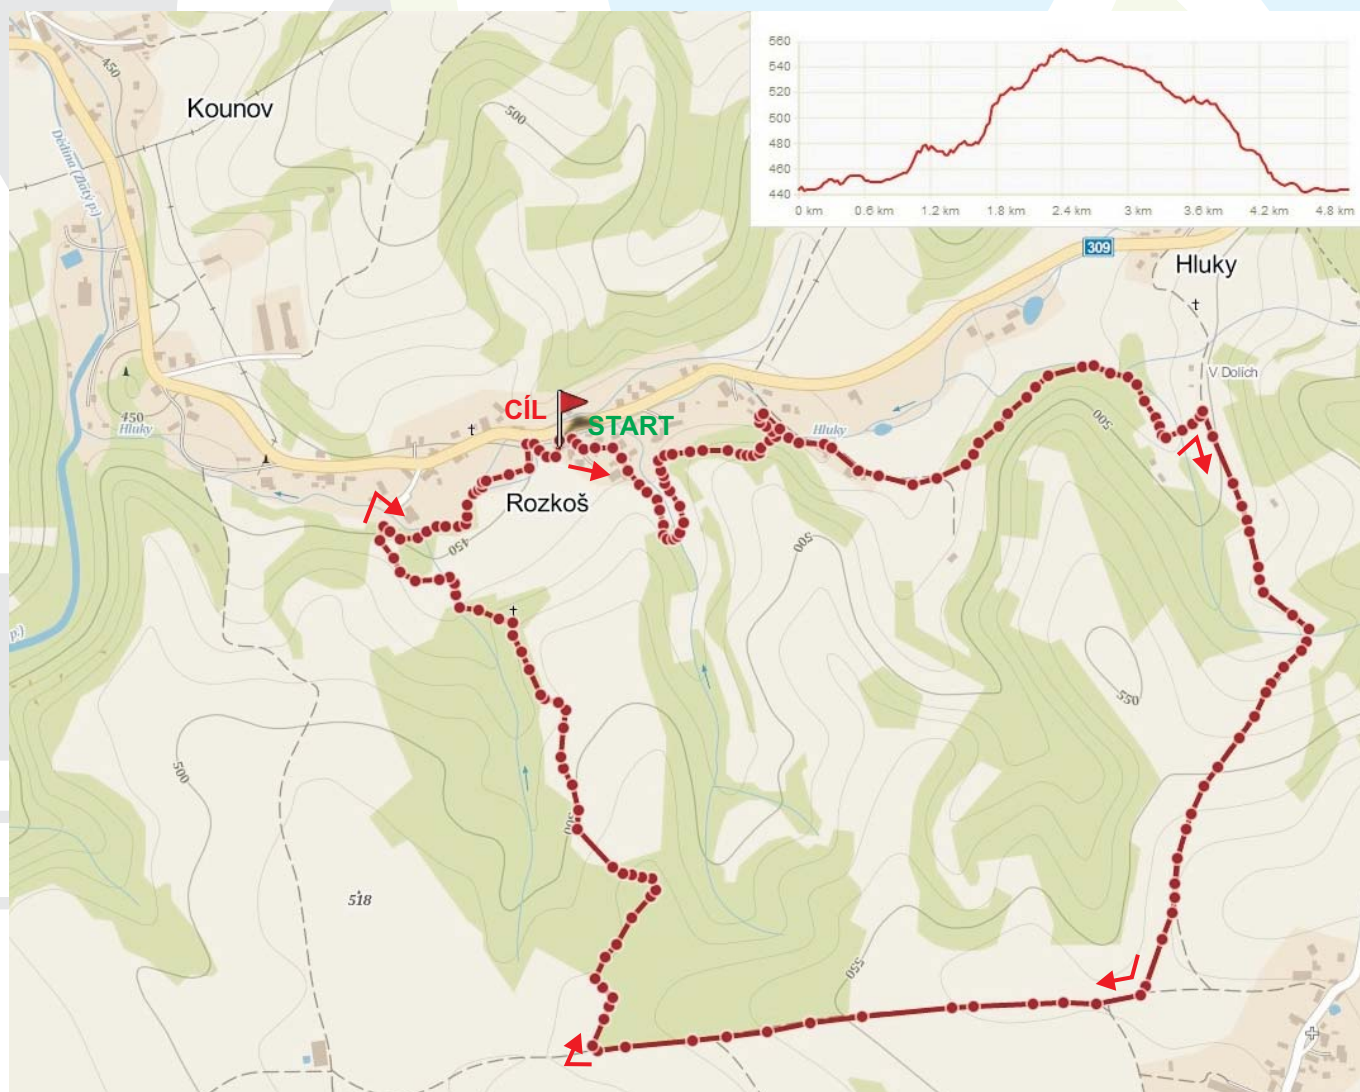 560
540
520
500
480
460
440
0 km
0.6 km
1.2 km
1.8 km
2.4 km
3 km
3.6 km
4.2 km
4.8 km
450
Kounov
500
Dědina (Zlatý p.)
309
Hluky
V Dolích
CÍL
START
450
Hluky
Hluky
500
Rozkoš
450
500
p.)
550
500
500
518
550